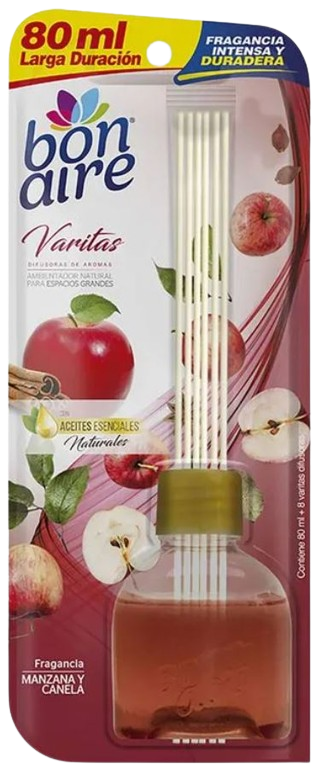 80 ml
Larga Duración
FRAGANCIA
INTENSA Y
DURADERA
bon
aire
Varitas
DIFUSORAS DE AROMAS
AMBIENTADOR NATURAL
PARA ESPACIOS GRANDES
CON
ACEITES ESENCIALES
Naturales
Contiene 80 ml + 8 varitas difusoras
Fragancia
MANZANA Y
CANELA